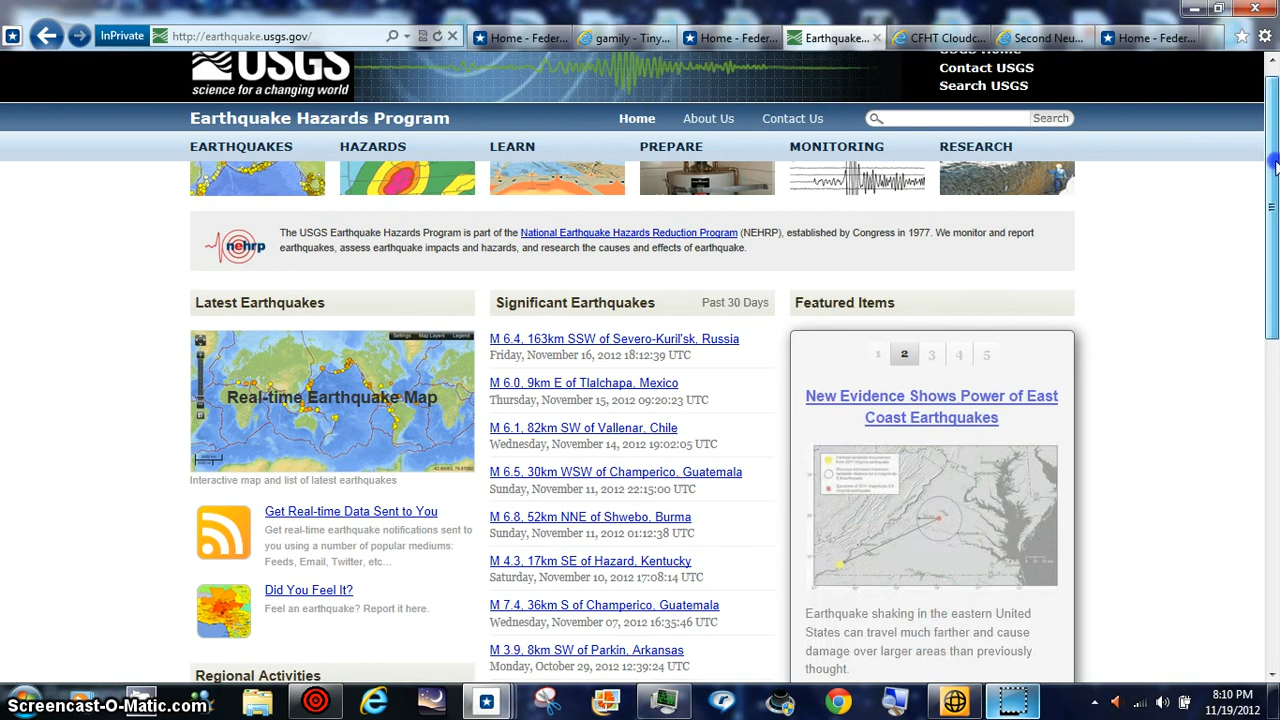 InPrivate
http://earthquake.usgs.gov/
Home - Feder...
gamily - Tiny...
Home - Feder...
Earthquake...
CFHT Cloudc...
Second Neu...
Home - Feder...
USGS
science for a changing world
Contact USGS
Search USGS
Earthquake Hazards Program
Home
About Us
Contact Us
Search
EARTHQUAKES
HAZARDS
LEARN
PREPARE
MONITORING
RESEARCH
nehrp
The USGS Earthquake Hazards Program is part of the National Earthquake Hazards Reduction Program (NEHRP), established by Congress in 1977. We monitor and report
earthquakes, assess earthquake impacts and hazards, and research the causes and effects of earthquake.
Latest Earthquakes
Settings
Map Layers
Legend
Real-time Earthquake Map
Interactive map and list of latest earthquakes
Get Real-time Data Sent to You
Get real-time earthquake notifications sent to
you using a number of popular mediums:
Feeds, Email, Twitter, etc...
Did You Feel It?
Feel an earthquake? Report it here.
Regional Activities
Significant Earthquakes
Past 30 Days
M 6.4, 163km SSW of Severo-Kuril'sk, Russia
Friday, November 16, 2012 18:12:39 UTC
M 6.0, 9km E of Tlalchapa, Mexico
Thursday, November 15, 2012 09:20:23 UTC
M 6.1, 82km SW of Vallenar, Chile
Wednesday, November 14, 2012 19:02:05 UTC
M 6.5, 30km WSW of Champerico, Guatemala
Sunday, November 11, 2012 22:15:00 UTC
M 6.8, 52km NNE of Shwebo, Burma
Sunday, November 11, 2012 01:12:38 UTC
M 4.3, 17km SE of Hazard, Kentucky
Saturday, November 10, 2012 17:08:14 UTC
M 7.4, 36km S of Champerico, Guatemala
Wednesday, November 07, 2012 16:35:46 UTC
M 3.9, 8km SW of Parkin, Arkansas
Monday, October 29, 2012 12:39:24 UTC
Featured Items
1 2 3 4 5
New Evidence Shows Power of East
Coast Earthquakes
Earthquake shaking in the eastern United
States can travel much farther and cause
damage over larger areas than previously
thought.
Screencast-O-Matic.com
8:10 PM
11/19/2012